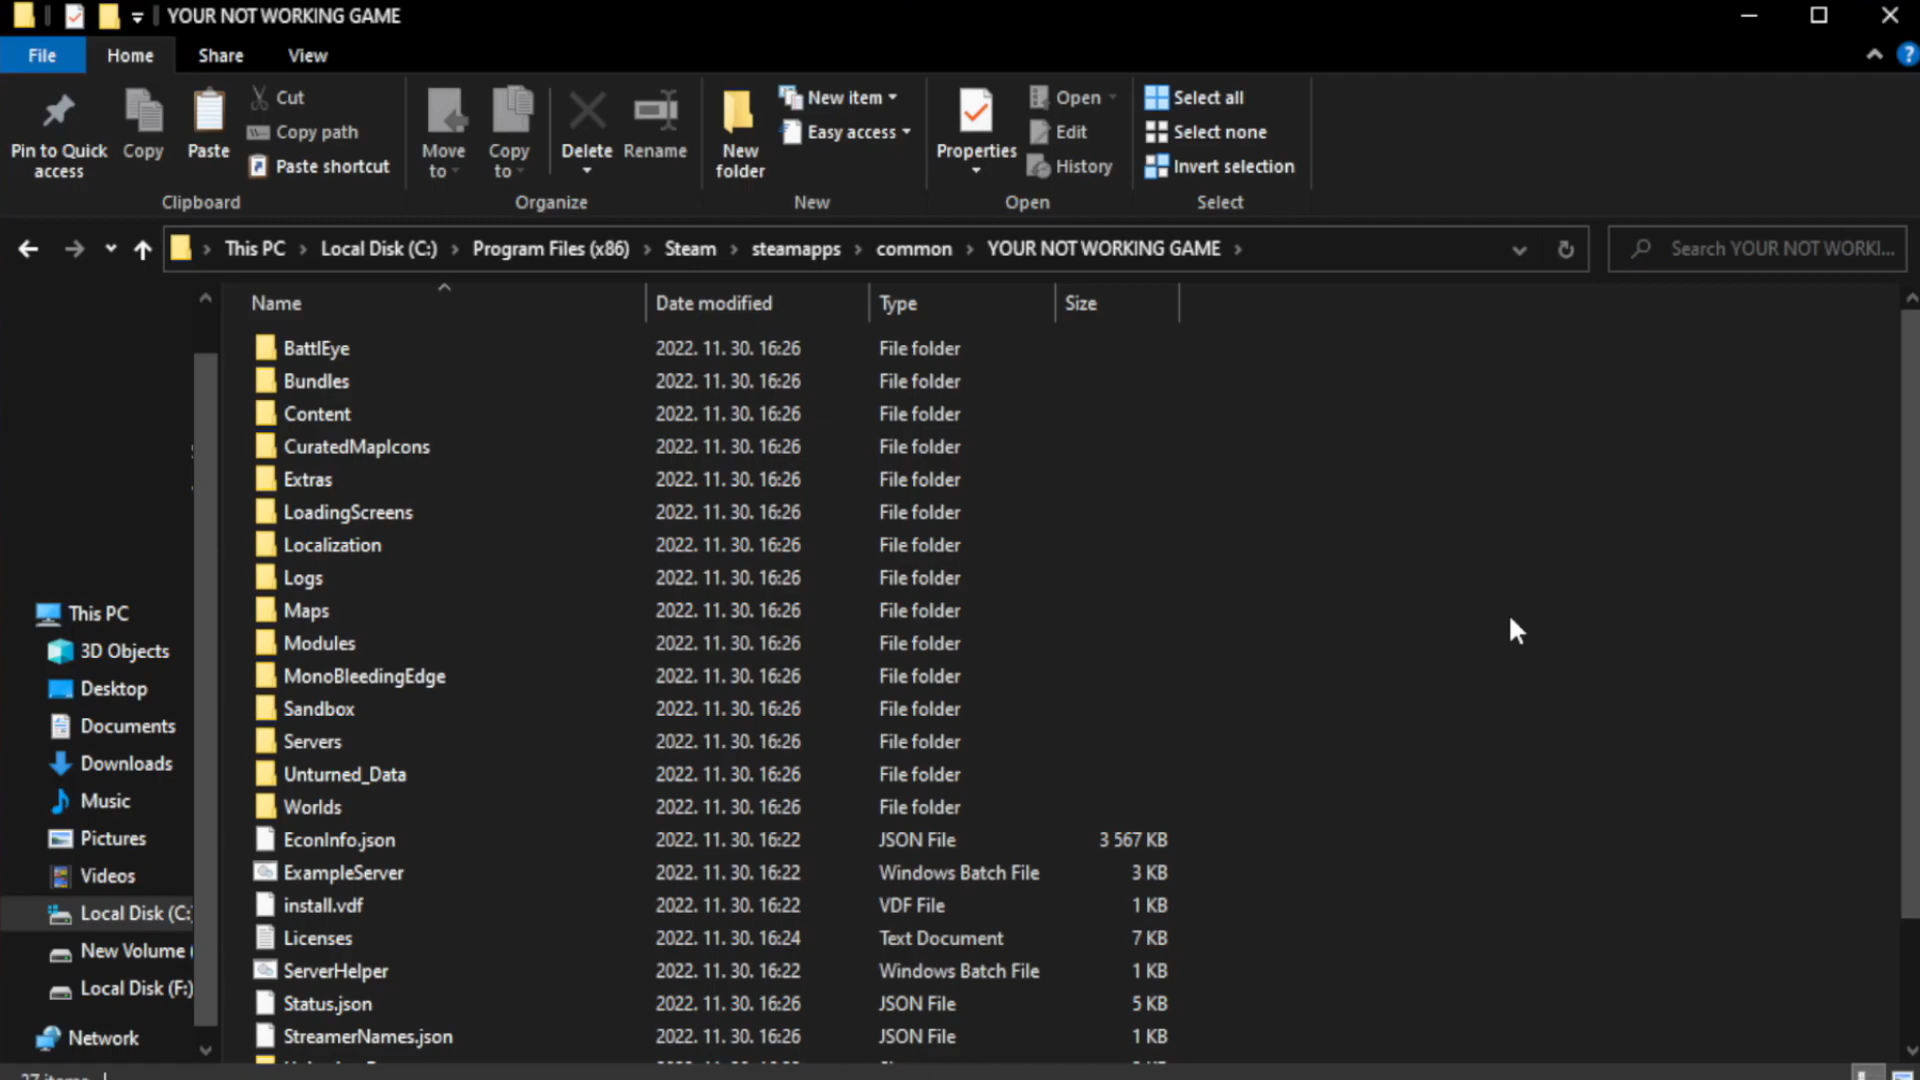 YOUR NOT WORKING GAME
File Home Share View
Pin to Quick access
Copy
Paste
Cut
Copy path
Paste shortcut
Clipboard
Move to
Copy to
Delete
Rename
Organize
New folder
New item
Easy access
New
Properties
Open
Edit
History
Open
Select all
Select none
Invert selection
Select
This PC > Local Disk (C:) > Program Files (x86) > Steam > steamapps > common > YOUR NOT WORKING GAME >
Search YOUR NOT WORKI...
This PC
3D Objects
Desktop
Documents
Downloads
Music
Pictures
Videos
Local Disk (C:
New Volume (
Local Disk (F:)
Network
Name Date modified Type Size
BattlEye 2022. 11. 30. 16:26 File folder
Bundles 2022. 11. 30. 16:26 File folder
Content 2022. 11. 30. 16:26 File folder
CuratedMapIcons 2022. 11. 30. 16:26 File folder
Extras 2022. 11. 30. 16:26 File folder
LoadingScreens 2022. 11. 30. 16:26 File folder
Localization 2022. 11. 30. 16:26 File folder
Logs 2022. 11. 30. 16:26 File folder
Maps 2022. 11. 30. 16:26 File folder
Modules 2022. 11. 30. 16:26 File folder
MonoBleedingEdge 2022. 11. 30. 16:26 File folder
Sandbox 2022. 11. 30. 16:26 File folder
Servers 2022. 11. 30. 16:26 File folder
Unturned_Data 2022. 11. 30. 16:26 File folder
Worlds 2022. 11. 30. 16:26 File folder
EconInfo.json 2022. 11. 30. 16:22 JSON File 3 567 KB
ExampleServer 2022. 11. 30. 16:22 Windows Batch File 3 KB
install.vdf 2022. 11. 30. 16:22 VDF File 1 KB
Licenses 2022. 11. 30. 16:24 Text Document 7 KB
ServerHelper 2022. 11. 30. 16:22 Windows Batch File 1 KB
Status.json 2022. 11. 30. 16:26 JSON File 5 KB
StreamerNames.json 2022. 11. 30. 16:26 JSON File 1 KB